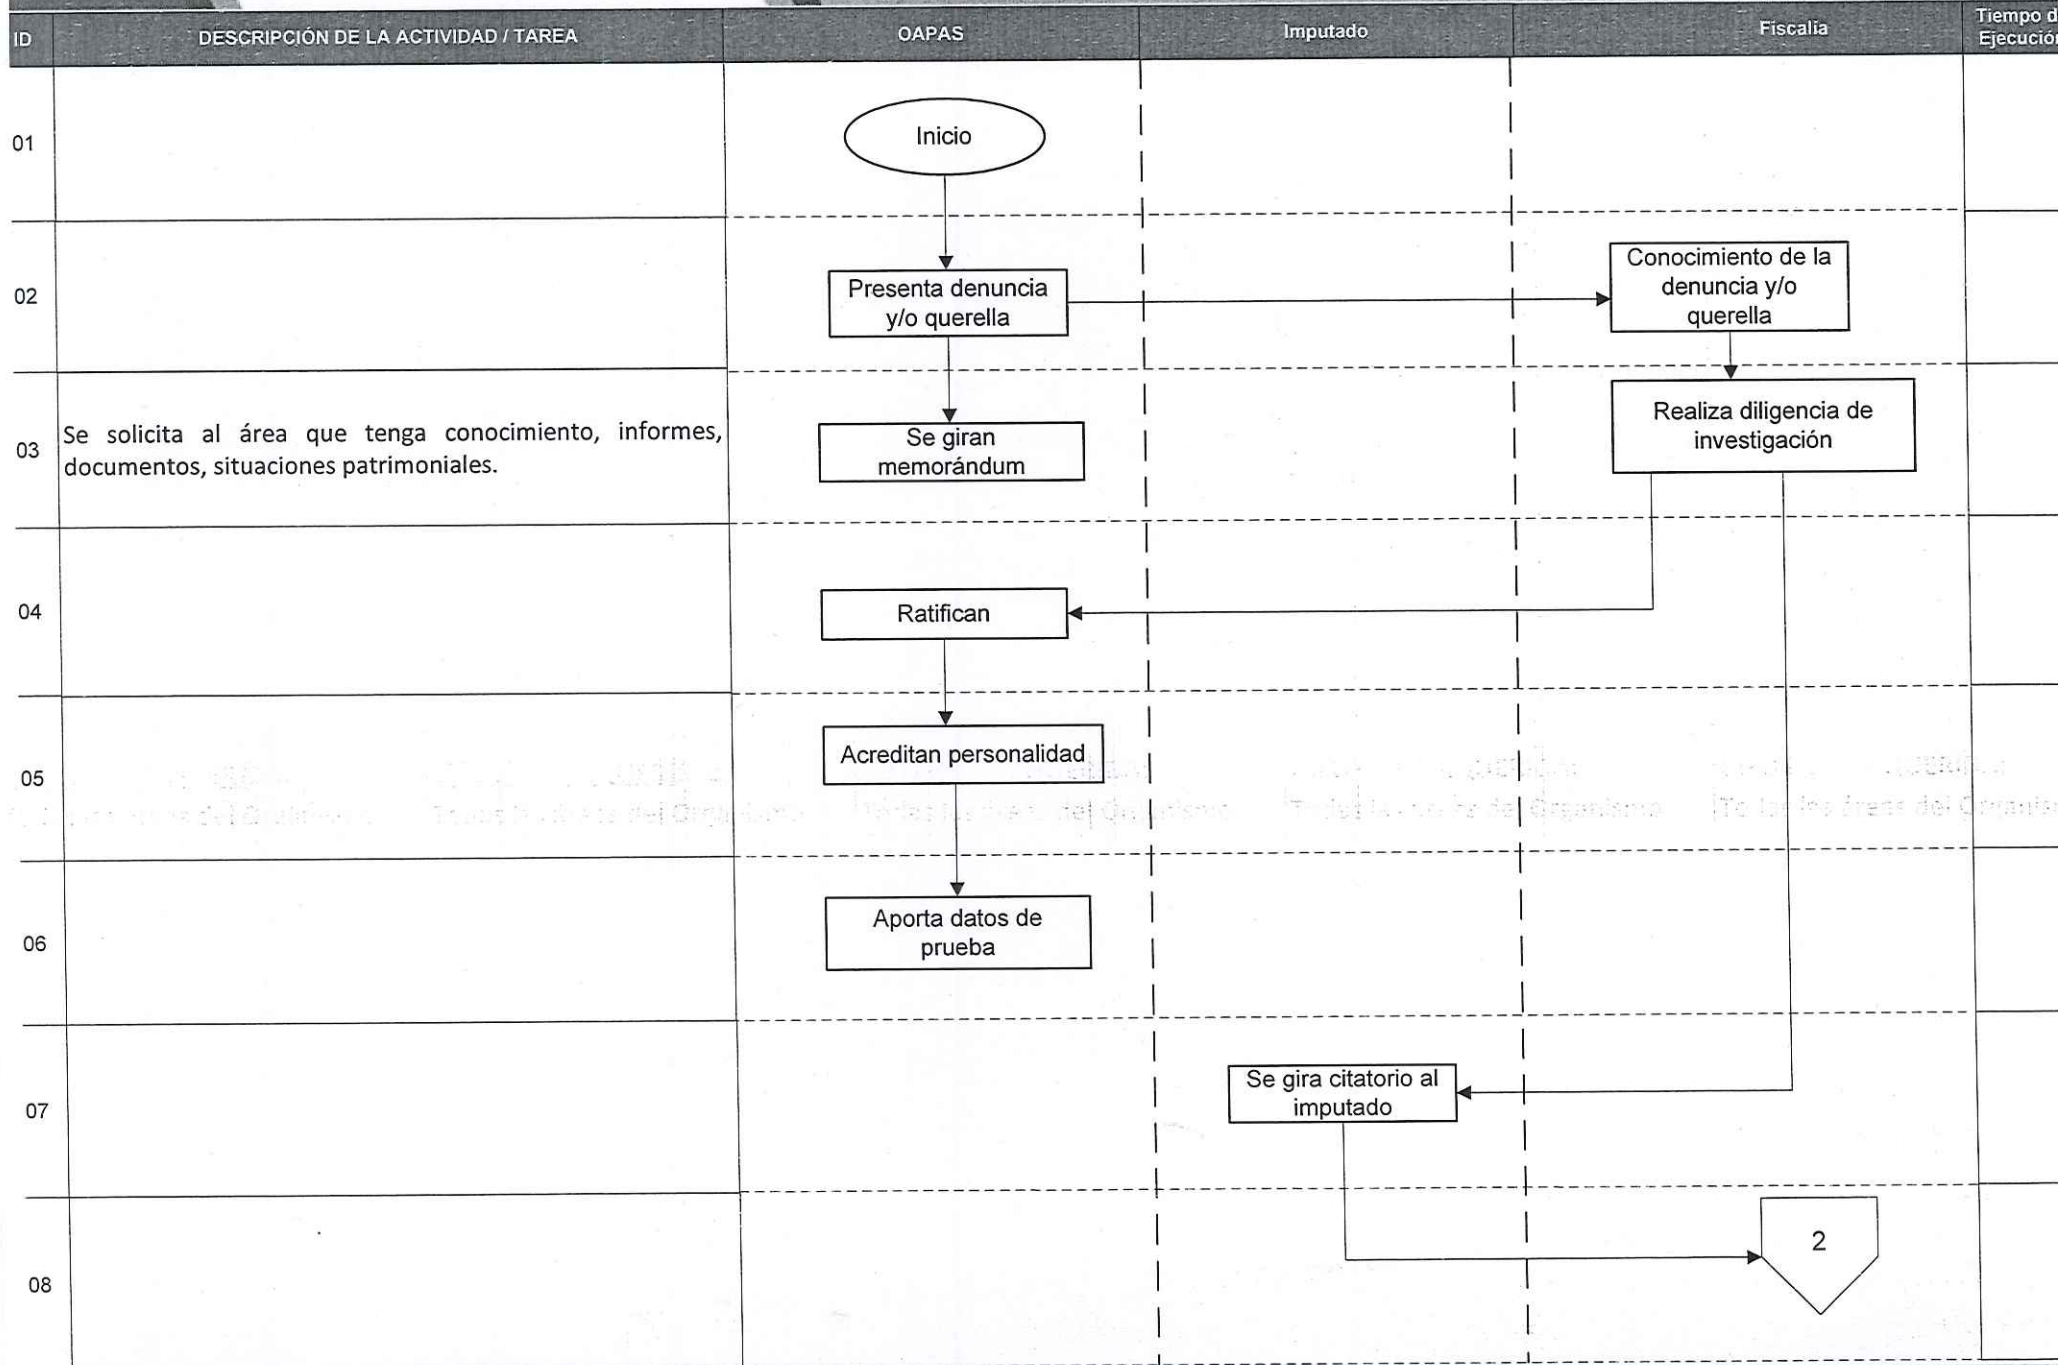 ID
DESCRIPCIÓN DE LA ACTIVIDAD / TAREA
OAPAS
Imputado
Fiscalía
Tiempo d
Ejecución
01
Inicio
02
Presenta denuncia
y/o querella
Conocimiento de la
denuncia y/o
querella
03
Se solicita al área que tenga conocimiento, informes,
documentos, situaciones patrimoniales.
Se giran
memorándum
Realiza diligencia de
investigación
04
Ratifican
05
Acreditan personalidad
06
Aporta datos de
prueba
07
Se gira citatorio al
imputado
08
2